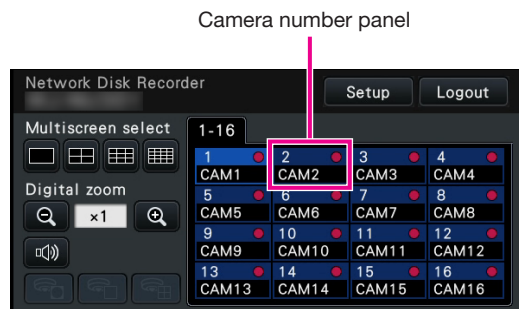 Camera number panel
Network Disk Recorder
Setup
Logout
Multiscreen select
1-16
1
2
3
4
CAM1
CAM2
CAM3
CAM4
Digital zoom
5
6
7
8
CAM5
CAM6
CAM7
CAM8
×1
9
10
11
12
CAM9
CAM10
CAM11
CAM12
13
14
15
16
CAM13
CAM14
CAM15
CAM16